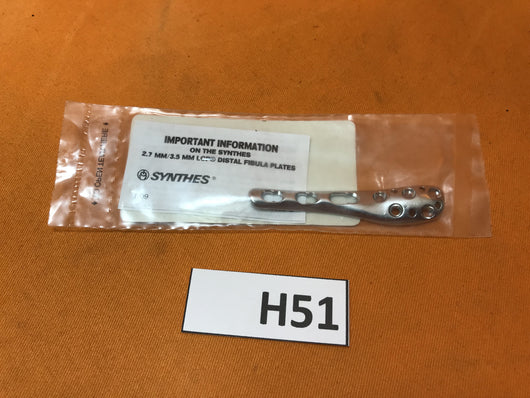 IMPORTANT INFORMATION
ON THE SYNTHES
2.7 MM/3.5 MM LCP® DISTAL FIBULA PLATES
SYNTHES®
H51